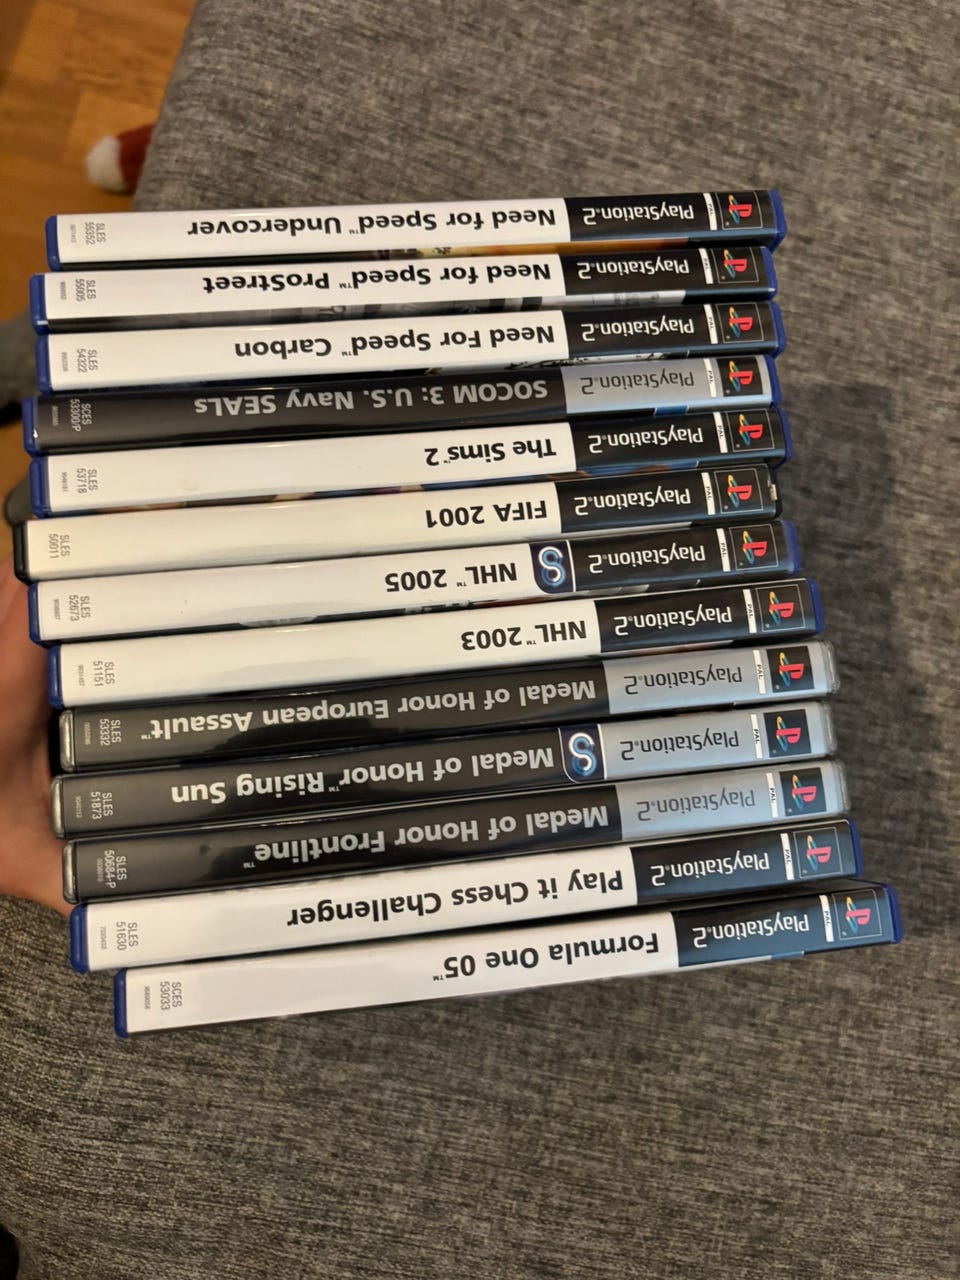 PlayStation®2 PAL Need for Speed™ Undercover SLES 55352
PlayStation®2 PAL Need for Speed™ ProStreet SLES 55005
PlayStation®2 PAL Need For Speed™ Carbon SLES 54322
PlayStation®2 PAL SOCOM 3: U.S. Navy SEALs SCES 53300/P
PlayStation®2 PAL The Sims™ 2 SLES 53718
PlayStation®2 PAL FIFA 2001 SLES 50011
PlayStation®2 PAL NHL™ 2005 SLES 52673
PlayStation®2 PAL NHL™ 2003 SLES 51151
PlayStation®2 PAL Medal of Honor European Assault™ SLES 53332
PlayStation®2 PAL Medal of Honor™ Rising Sun SLES 51873
PlayStation®2 PAL Medal of Honor Frontline™ SLES 50684-P
PlayStation®2 PAL Play it Chess Challenger SLES 51630
PlayStation®2 PAL Formula One 05™ SCES 53033